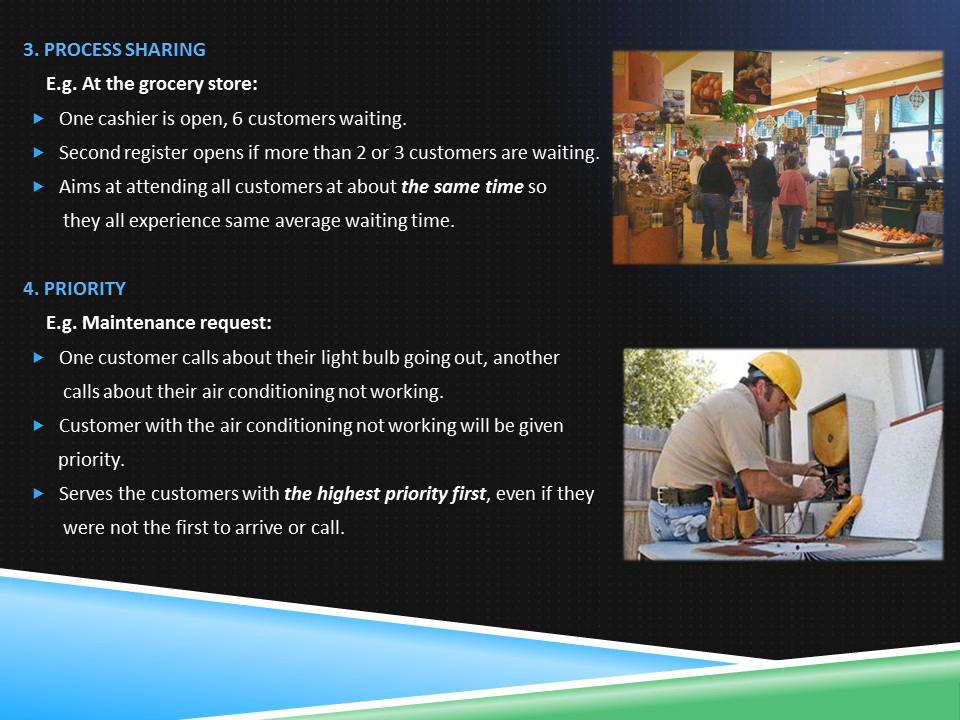 3. PROCESS SHARING
E.g. At the grocery store:
One cashier is open, 6 customers waiting.
Second register opens if more than 2 or 3 customers are waiting.
Aims at attending all customers at about the same time so
they all experience same average waiting time.
4. PRIORITY
E.g. Maintenance request:
One customer calls about their light bulb going out, another
calls about their air conditioning not working.
Customer with the air conditioning not working will be given
priority.
Serves the customers with the highest priority first, even if they
were not the first to arrive or call.